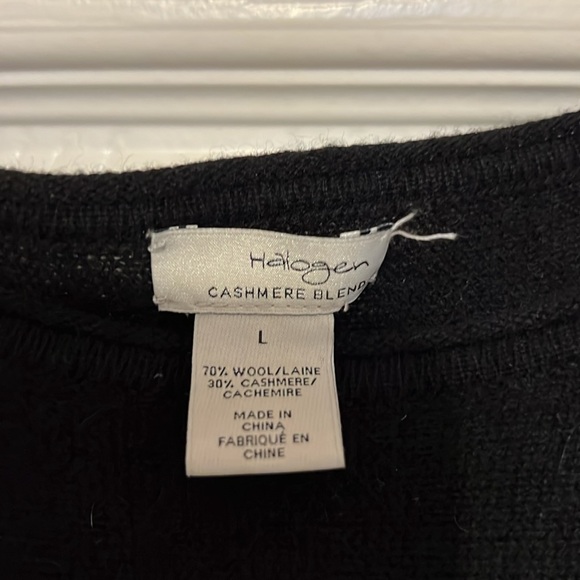 Halogen
CASHMERE BLEND
L
70% WOOL/LAINE
30% CASHMERE/
CACHEMIRE
MADE IN
CHINA
FABRIQUÉ EN
CHINE